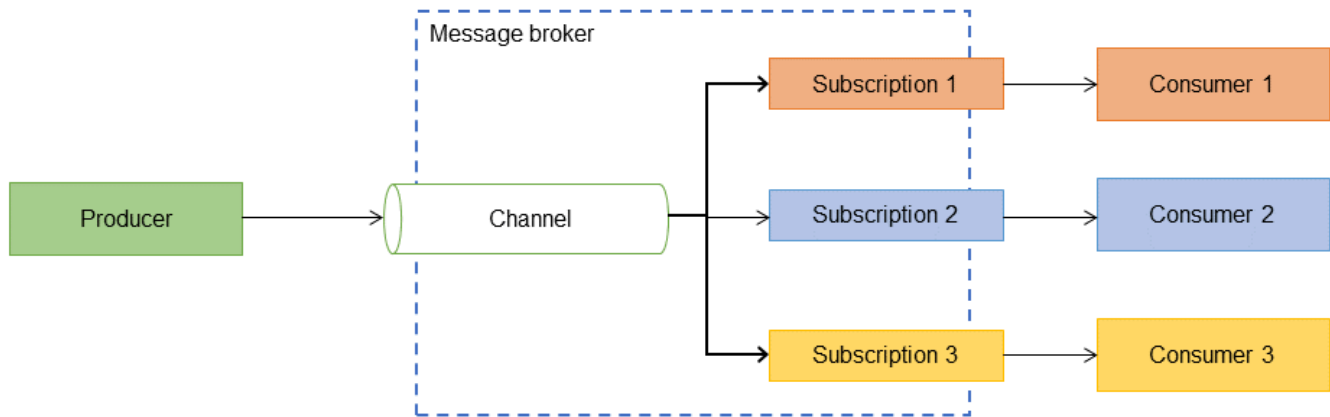 Message broker
Subscription 1
Consumer 1
Producer
Channel
Subscription 2
Consumer 2
Subscription 3
Consumer 3